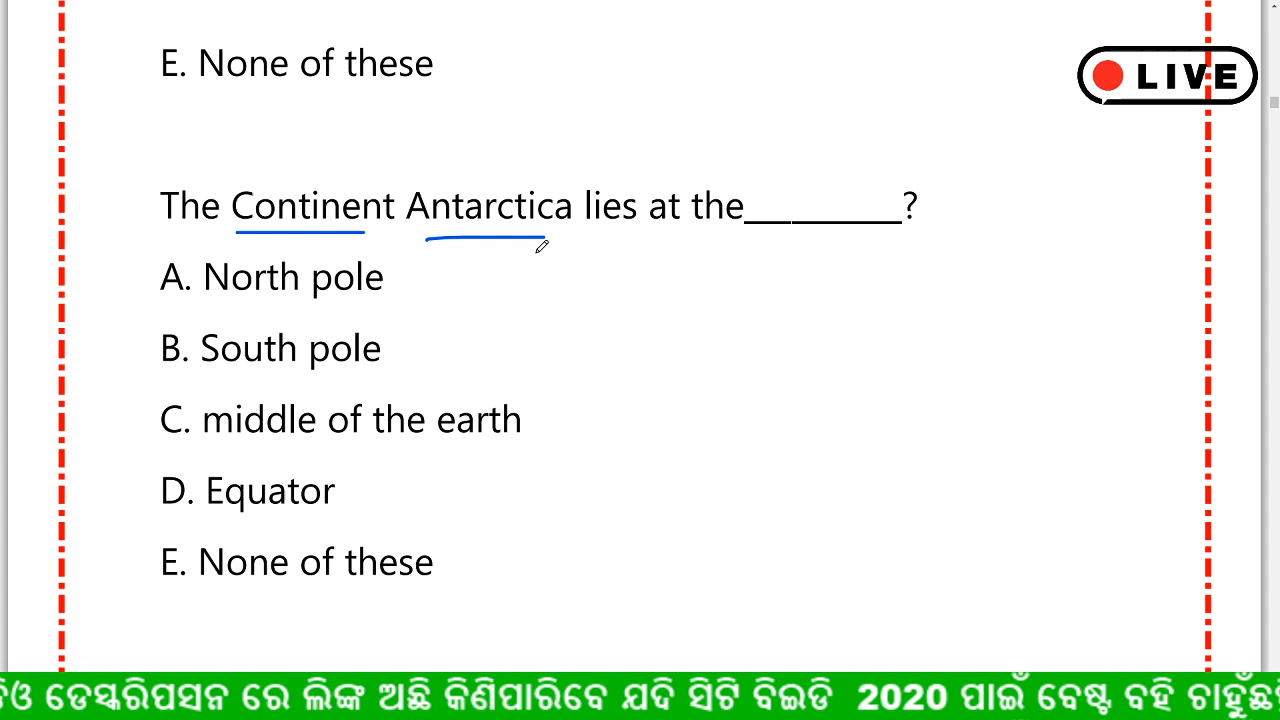 E. None of these
LIVE
The Continent Antarctica lies at the_________?
A. North pole
B. South pole
C. middle of the earth
D. Equator
E. None of these
ଡେସ୍କରିପସନ ରେ ଲିଙ୍କ ଅଛି କିଣିପାରିବେ ଯଦି ସିଟି ବିଇଡି 2020 ପାଇଁ ବେଷ୍ଟ ବହି